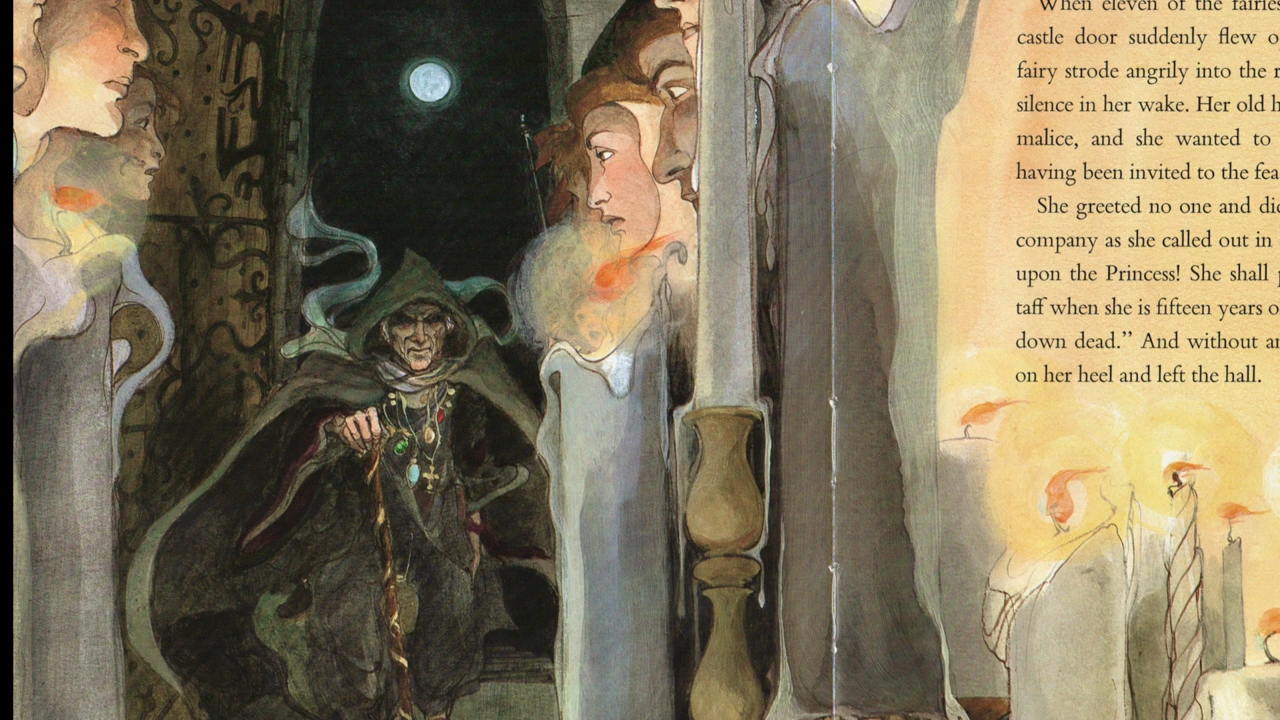 When eleven of the fairies
castle door suddenly flew o
fairy strode angrily into the r
silence in her wake. Her old h
malice, and she wanted to
having been invited to the fea
She greeted no one and did
company as she called out in
upon the Princess! She shall p
taff when she is fifteen years o
down dead.” And without an
on her heel and left the hall.